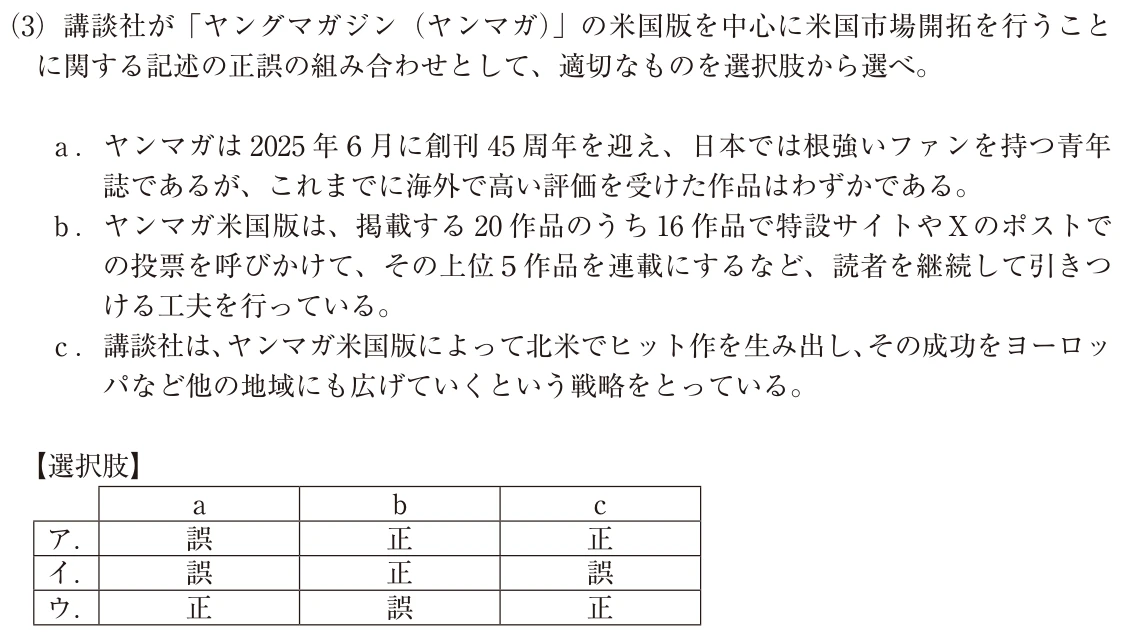 (3) 講談社が「ヤングマガジン（ヤンマガ）」の米国版を中心に米国市場開拓を行うこと
に関する記述の正誤の組み合わせとして、適切なものを選択肢から選べ。
a． ヤンマガは 2025 年 6 月に創刊 45 周年を迎え、日本では根強いファンを持つ青年
誌であるが、これまでに海外で高い評価を受けた作品はわずかである。
b． ヤンマガ米国版は、掲載する 20 作品のうち 16 作品で特設サイトやＸのポストで
の投票を呼びかけて、その上位５作品を連載にするなど、読者を継続して引きつ
ける工夫を行っている。
c． 講談社は、ヤンマガ米国版によって北米でヒット作を生み出し、その成功をヨーロッ
パなど他の地域にも広げていくという戦略をとっている。
【選択肢】
a b c
ア． 誤 正 正
イ． 誤 正 誤
ウ． 正 誤 正